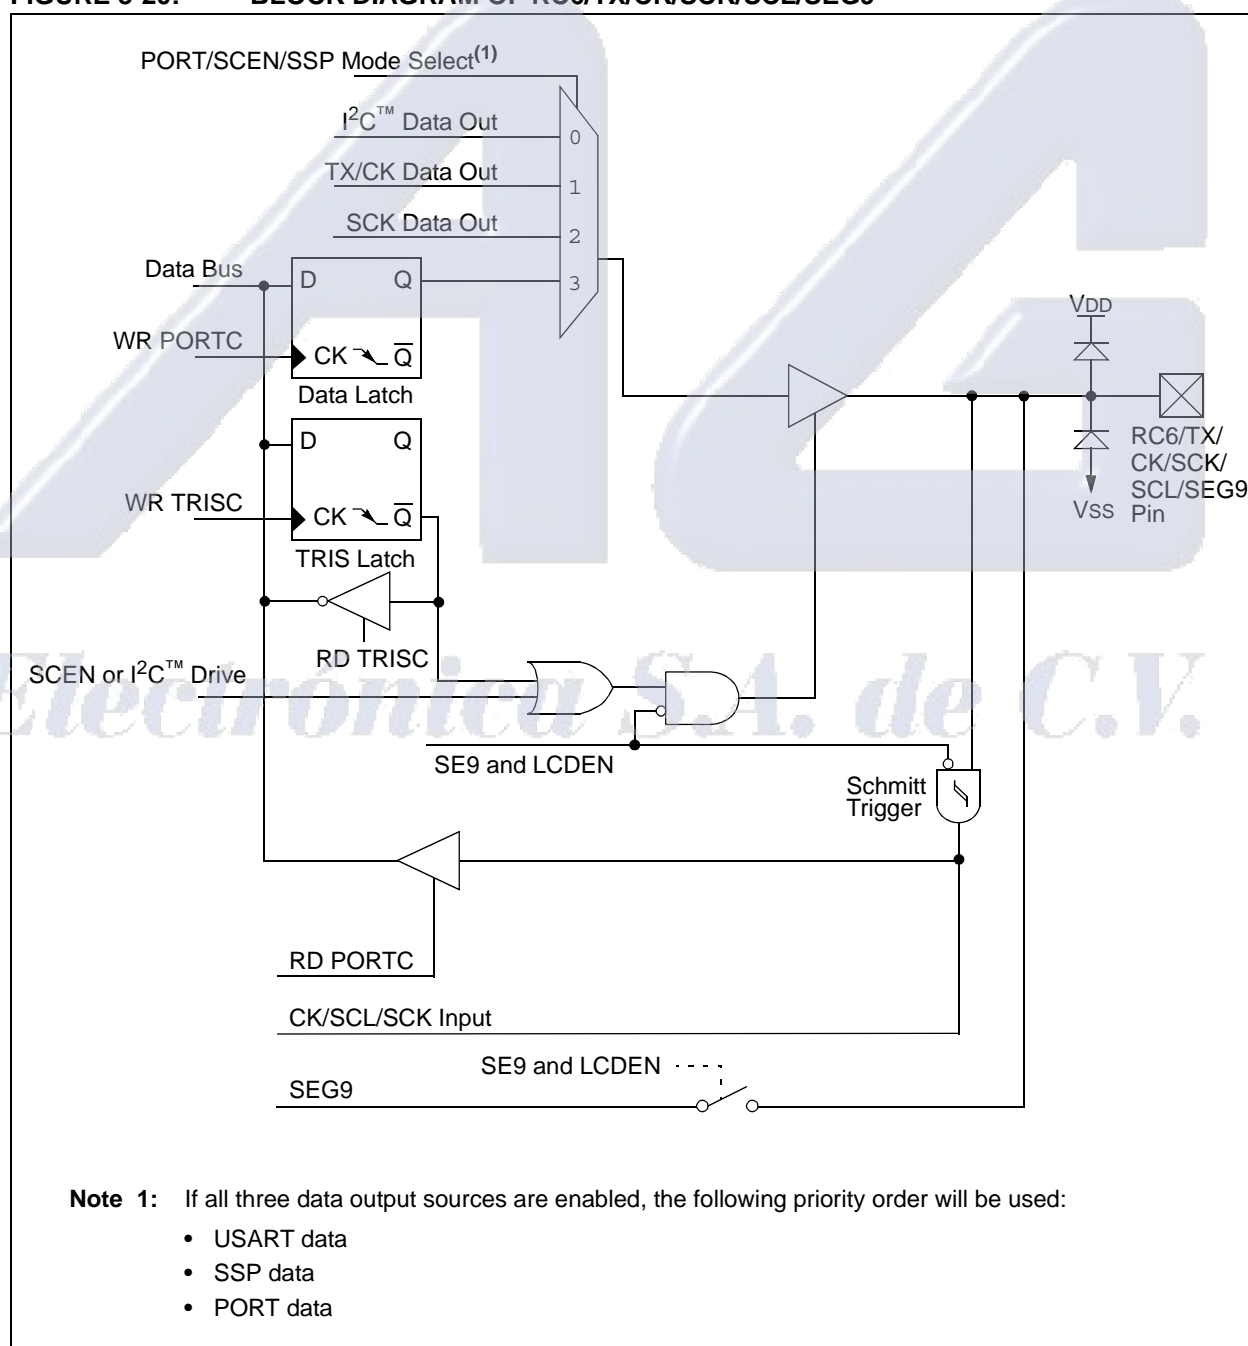 PORT/SCEN/SSP Mode Select(1)
I2C™ Data Out
0
TX/CK Data Out
1
SCK Data Out
2
Data Bus
D Q
3
WR PORTC
CK Q
Data Latch
VDD
D Q
RC6/TX/
CK/SCK/
SCL/SEG9
Pin
VSS
WR TRISC
CK Q
TRIS Latch
RD TRISC
SCEN or I2C™ Drive
Electrónica S.A. de C.V.
SE9 and LCDEN
Schmitt
Trigger
RD PORTC
CK/SCL/SCK Input
SE9 and LCDEN
SEG9
Note 1: If all three data output sources are enabled, the following priority order will be used:
• USART data
• SSP data
• PORT data